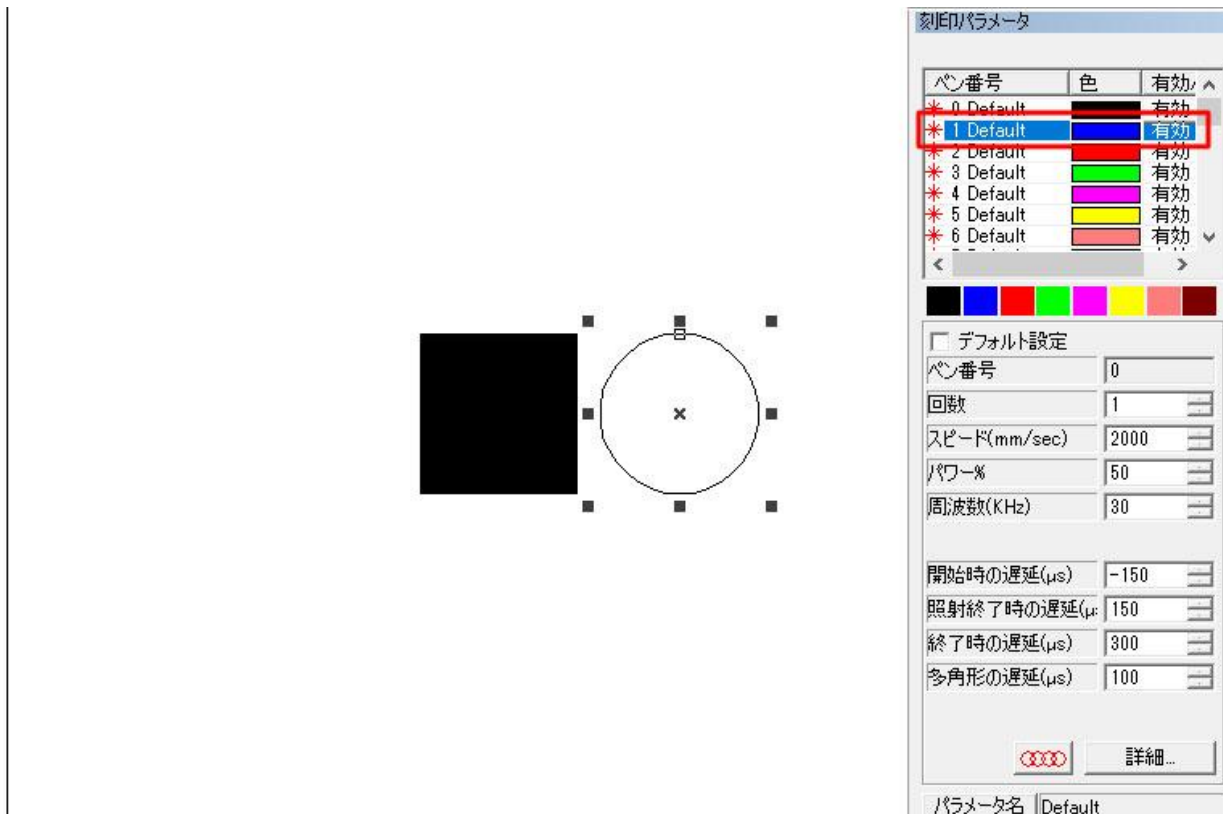 刻印パラメータ
ペン番号 色 有効/
0 Default 有効
1 Default 有効
2 Default 有効
3 Default 有効
4 Default 有効
5 Default 有効
6 Default 有効
デフォルト設定
ペン番号 0
回数 1
スピード(mm/sec) 2000
パワー% 50
周波数(KHz) 30
開始時の遅延(μs) -150
照射終了時の遅延(μ: 150
終了時の遅延(μs) 300
多角形の遅延(μs) 100
詳細...
パラメータ名 Default